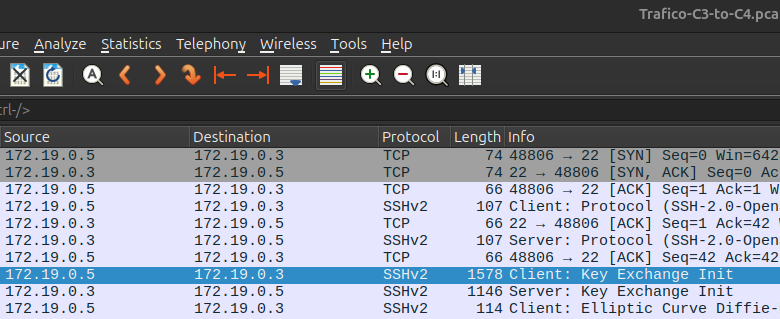 Trafico-C3-to-C4.pca
ure Analyze Statistics Telephony Wireless Tools Help
trl-/>
Source Destination Protocol Length Info
172.19.0.5 172.19.0.3 TCP 74 48806 → 22 [SYN] Seq=0 Win=642
172.19.0.3 172.19.0.5 TCP 74 22 → 48806 [SYN, ACK] Seq=0 Ac
172.19.0.5 172.19.0.3 TCP 66 48806 → 22 [ACK] Seq=1 Ack=1 W
172.19.0.5 172.19.0.3 SSHv2 107 Client: Protocol (SSH-2.0-Open
172.19.0.3 172.19.0.5 TCP 66 22 → 48806 [ACK] Seq=1 Ack=42 W
172.19.0.3 172.19.0.5 SSHv2 107 Server: Protocol (SSH-2.0-Open
172.19.0.5 172.19.0.3 TCP 66 48806 → 22 [ACK] Seq=42 Ack=42
172.19.0.5 172.19.0.3 SSHv2 1578 Client: Key Exchange Init
172.19.0.3 172.19.0.5 SSHv2 1146 Server: Key Exchange Init
172.19.0.5 172.19.0.3 SSHv2 114 Client: Elliptic Curve Diffie-